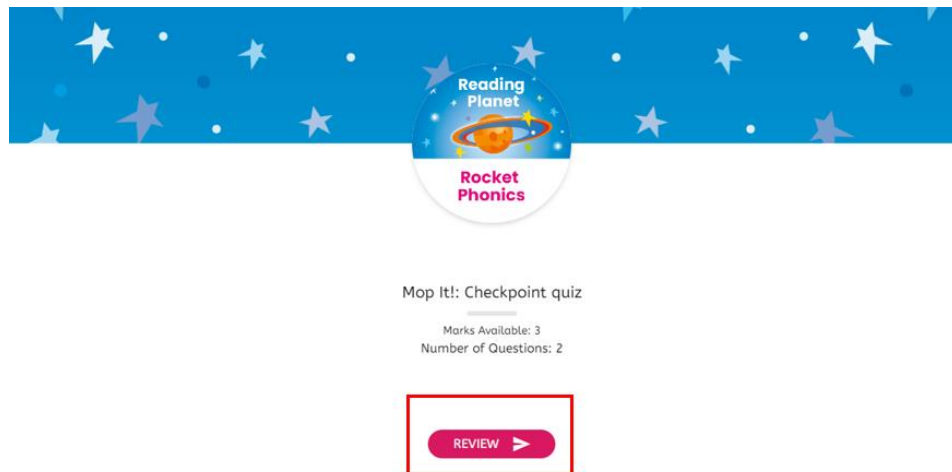 Reading
Planet
Rocket
Phonics
Mop It!: Checkpoint quiz
Marks Available: 3
Number of Questions: 2
REVIEW